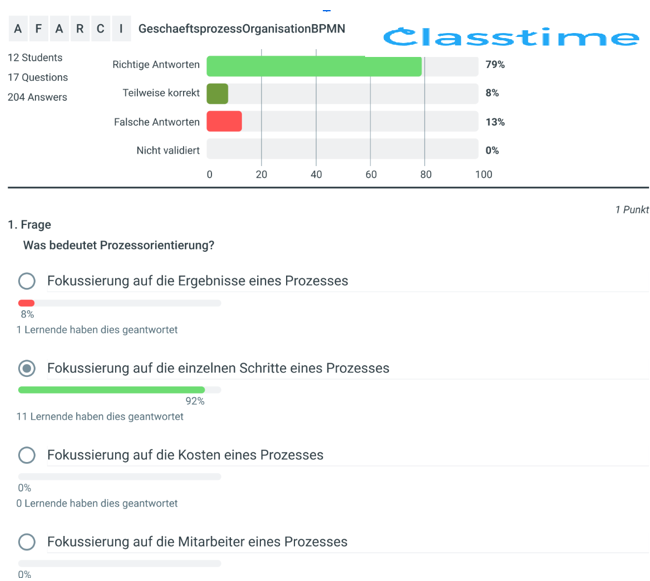 AFARCI GeschaeftsprozessOrganisationBPMN
Classtime
12 Students
17 Questions
204 Answers
Richtige Antworten 79%
Teilweise korrekt 8%
Falsche Antworten 13%
Nicht validiert 0%
0 20 40 60 80 100
1 Punkt
1. Frage
Was bedeutet Prozessorientierung?
Fokussierung auf die Ergebnisse eines Prozesses
8%
1 Lernende haben dies geantwortet
Fokussierung auf die einzelnen Schritte eines Prozesses
92%
11 Lernende haben dies geantwortet
Fokussierung auf die Kosten eines Prozesses
0%
0 Lernende haben dies geantwortet
Fokussierung auf die Mitarbeiter eines Prozesses
0%